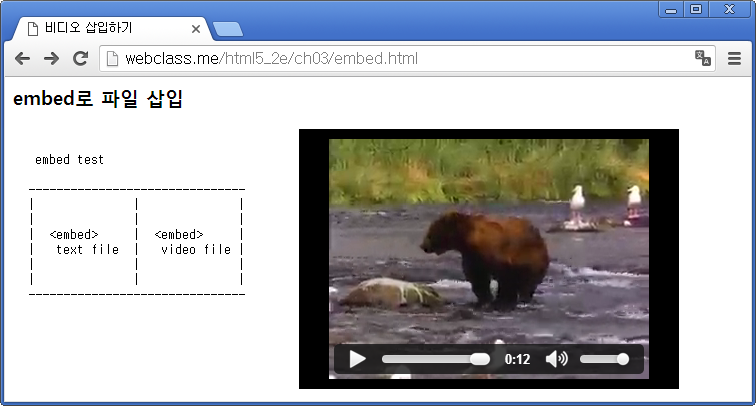 비디오 삽입하기
webclass.me/html5_2e/ch03/embed.html
embed로 파일 삽입
embed test
<embed> <embed>
text file video file
0:12